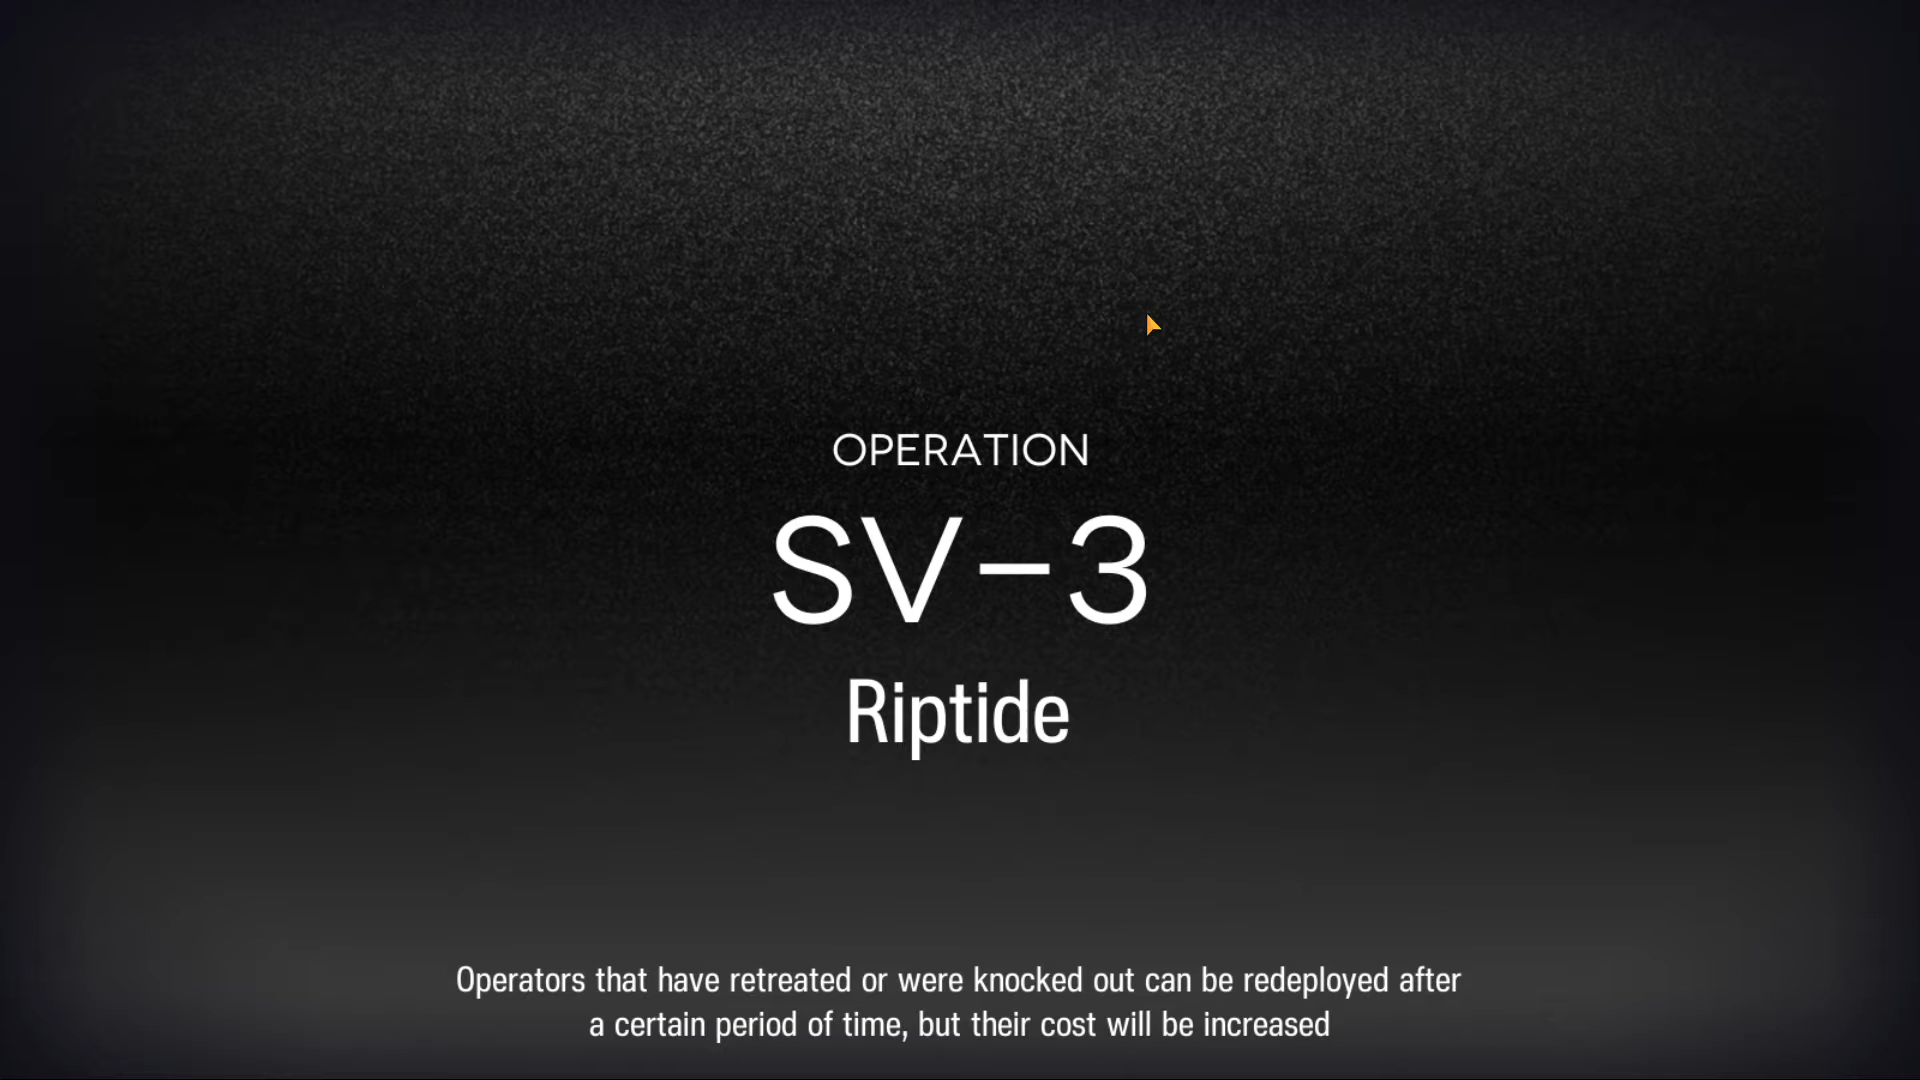 OPERATION
SV-3
Riptide
Operators that have retreated or were knocked out can be redeployed after
a certain period of time, but their cost will be increased